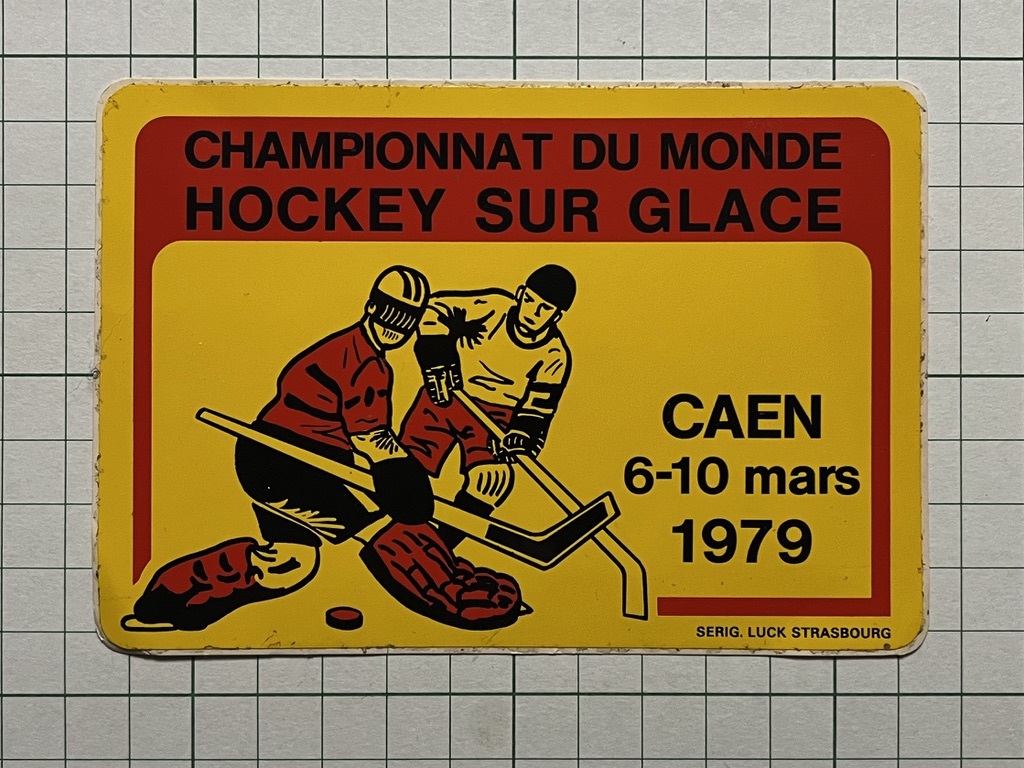 CHAMPIONNAT DU MONDE
HOCKEY SUR GLACE
CAEN
6-10 mars
1979
SERIG. LUCK STRASBOURG